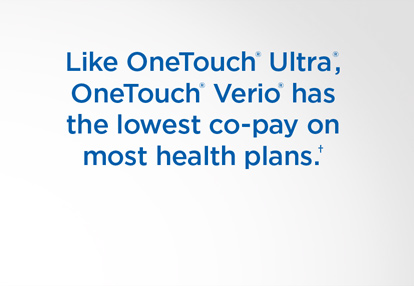 Like OneTouch® Ultra®,
OneTouch® Verio® has
the lowest co-pay on
most health plans.†